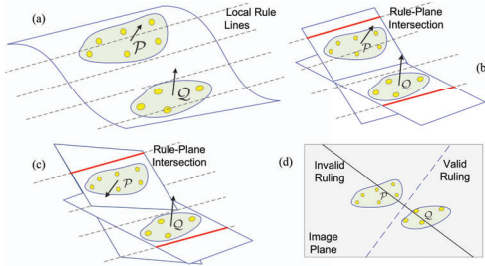 (a)
Local Rule
Lines
P
Q
Rule-Plane
Intersection
P
Q
(b)
(c)
Rule-Plane
Intersection
P
Q
(d)
Invalid
Ruling
Valid
Ruling
P
Q
Image
Plane